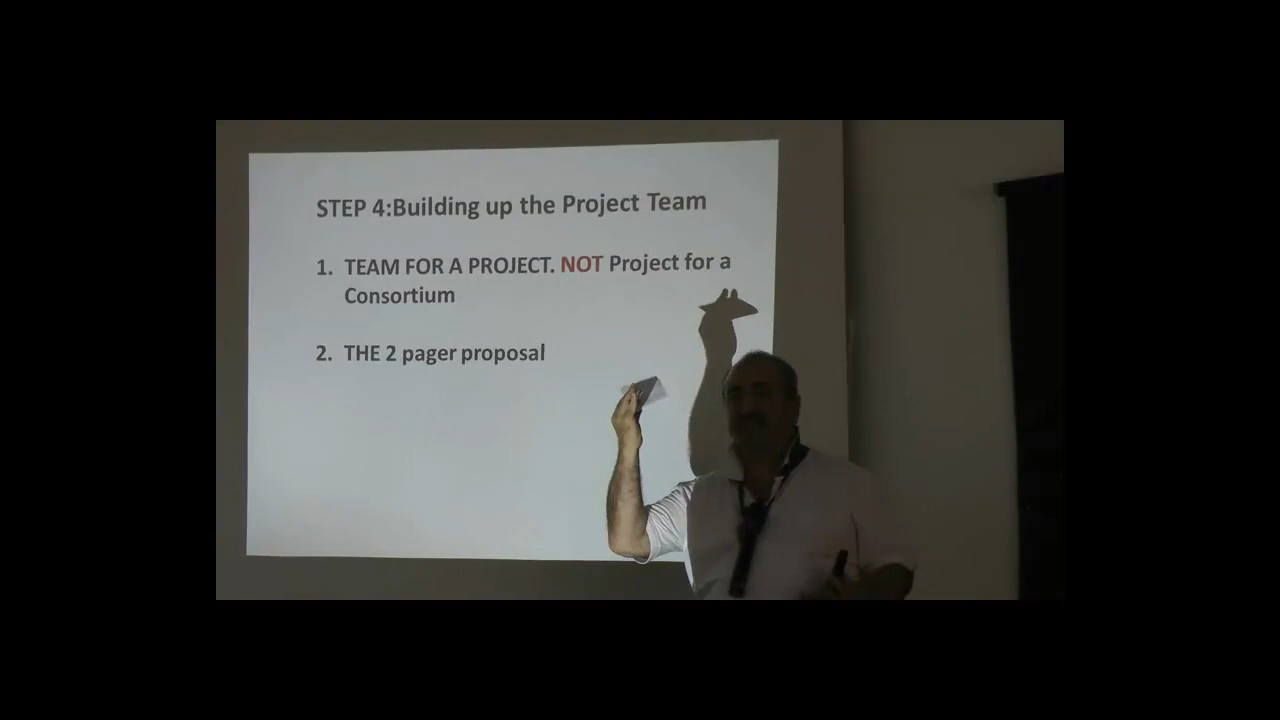 STEP 4:Building up the Project Team
1. TEAM FOR A PROJECT. NOT Project for a
Consortium
2. THE 2 pager proposal